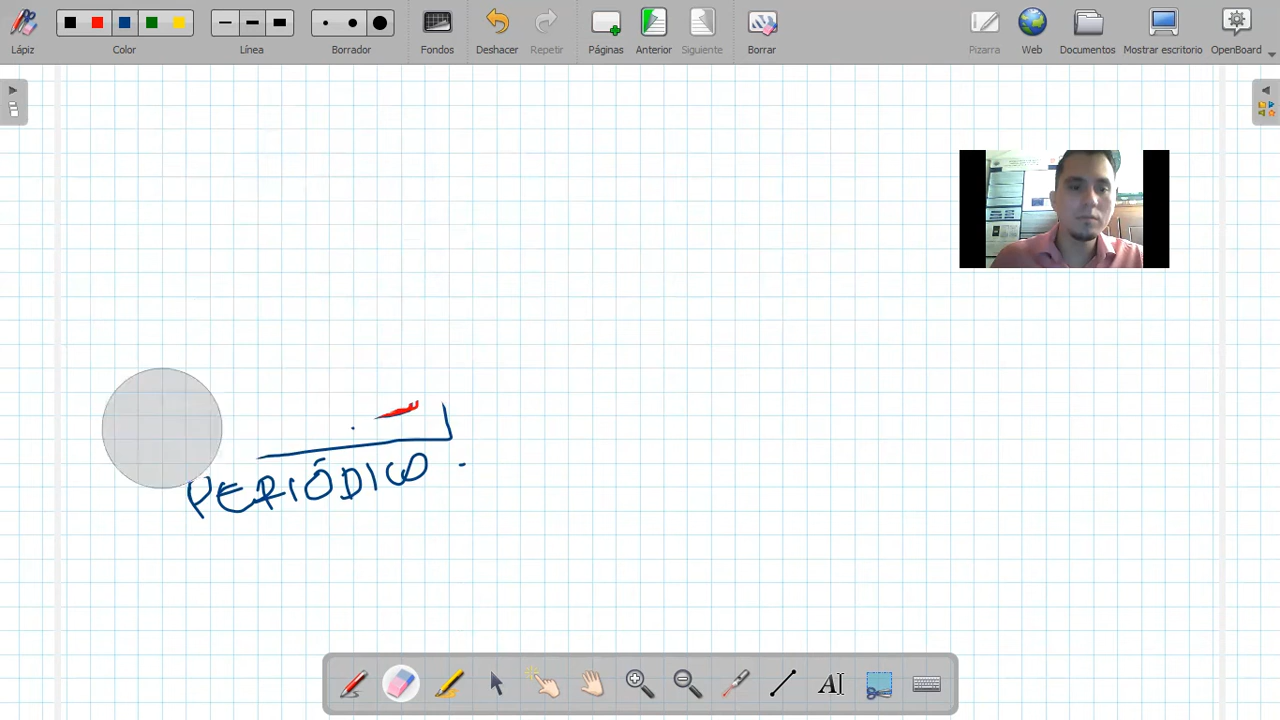 Lápiz Color Línea Borrador Fondos Deshacer Repetir Páginas Anterior Siguiente Borrar Pizarra Web Documentos Mostrar escritorio OpenBoard
PERIÓDICO
A